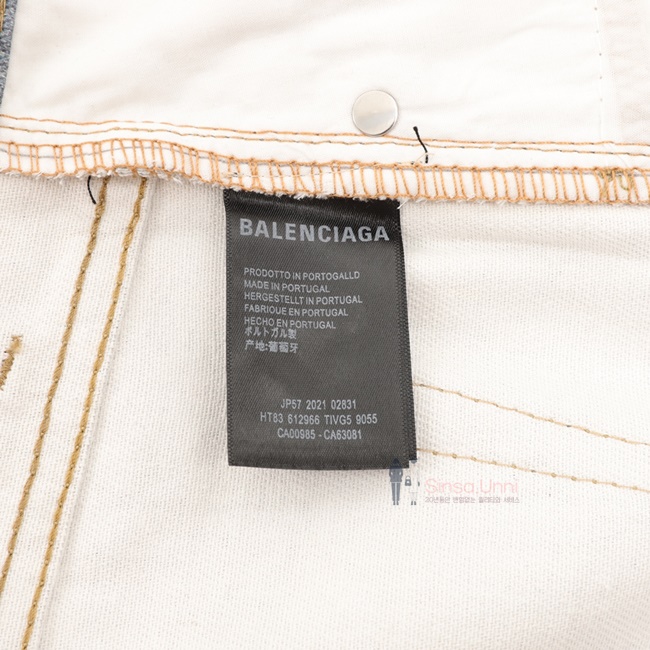 BALENCIAGA
PRODOTTO IN PORTOGALLD
MADE IN PORTUGAL
HERGESTELLT IN PORTUGAL
FABRIQUE EN PORTUGAL
HECHO EN PORTUGAL
ポルトガル製
产地:葡萄牙
JP57 2021 02831
HT83 612966 TIVG5 9055
CA00985 - CA63081
Sinsa Unni